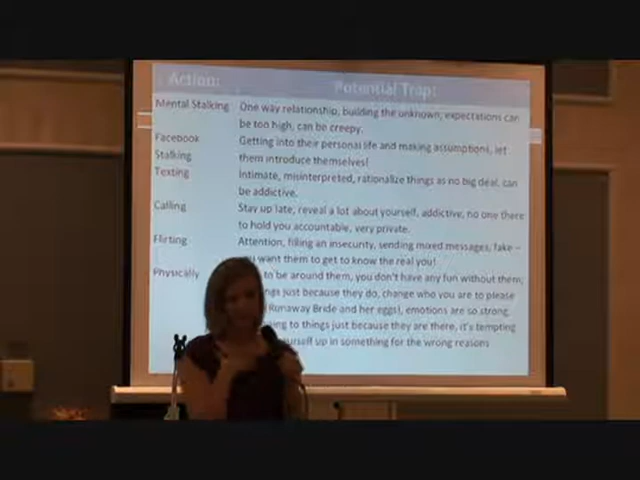 Action: Potential Trap:
Mental Stalking One way relationship, building the unknown, expectations can
be too high, can be creepy.
Facebook Getting into their personal life and making assumptions, let
Stalking them introduce themselves!
Texting Intimate, misinterpreted, rationalize things as no big deal, can
be addictive.
Calling Stay up late, reveal a lot about yourself, addictive, no one there
to hold you accountable, very private.
Flirting Attention, filling an insecurity, sending mixed messages, fake –
you want them to get to know the real you!
Physically to be around them, you don't have any fun without them,
just because they do, change who you are to please
Runaway Bride and her eggs), emotions are so strong
to things just because they are there, it's tempting
up in something for the wrong reasons